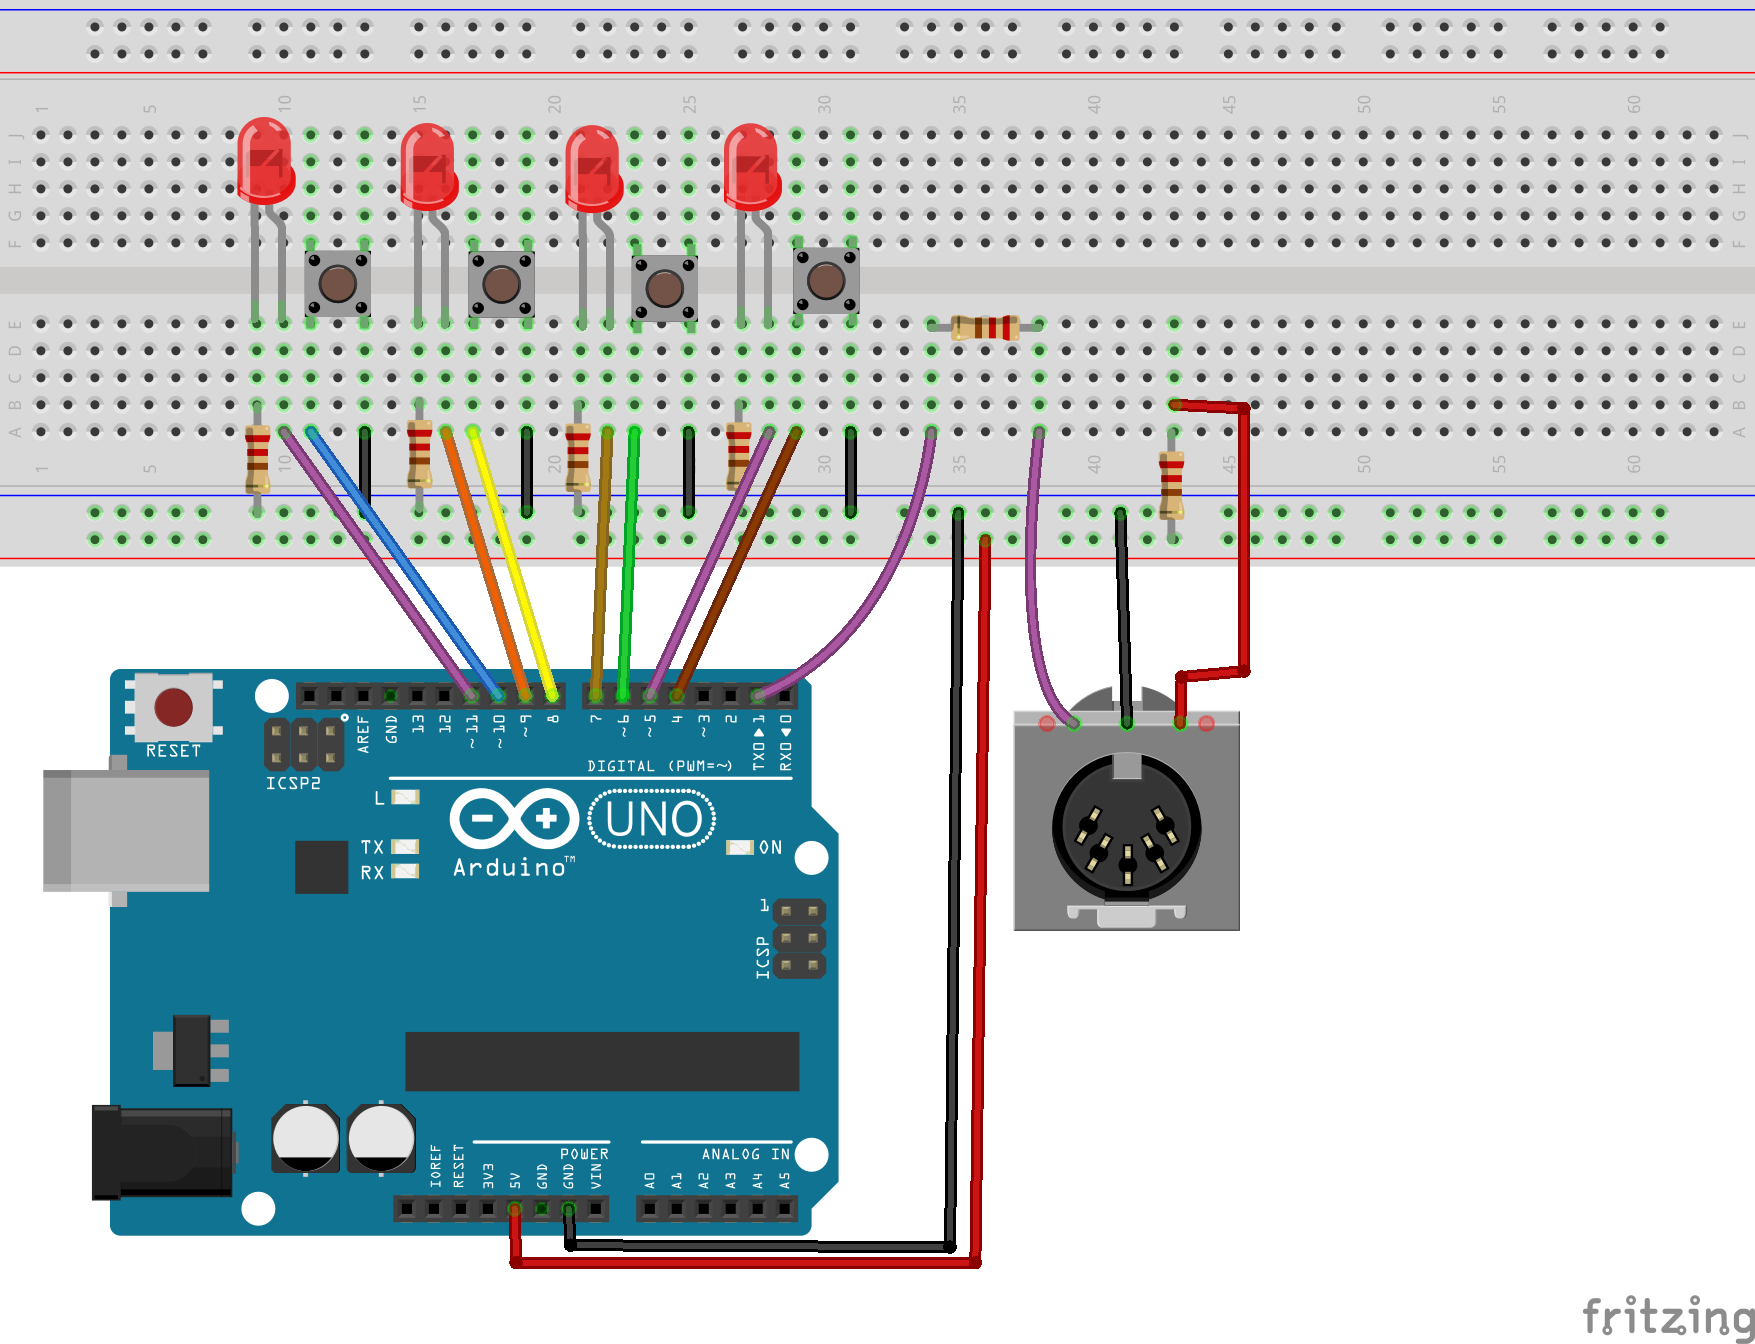 1 5 10 15 20 25 30 35 40 45 50 55 60
J J
I I
H H
G G
F F
E E
D D
C C
B B
A A
1 5 10 15 20 25 30 35 40 45 50 55 60
RESET
ICSP2
AREF GND 13 12 ~11 ~10 ~9 8 7 ~6 ~5 4 ~3 2 TX0▶1 RX0◀0
DIGITAL (PWM=~)
L
TX
RX
UNO
ON
Arduino™
1
ICSP
POWER ANALOG IN
IOREF RESET 3V3 5V GND GND VIN A0 A1 A2 A3 A4 A5
fritzing